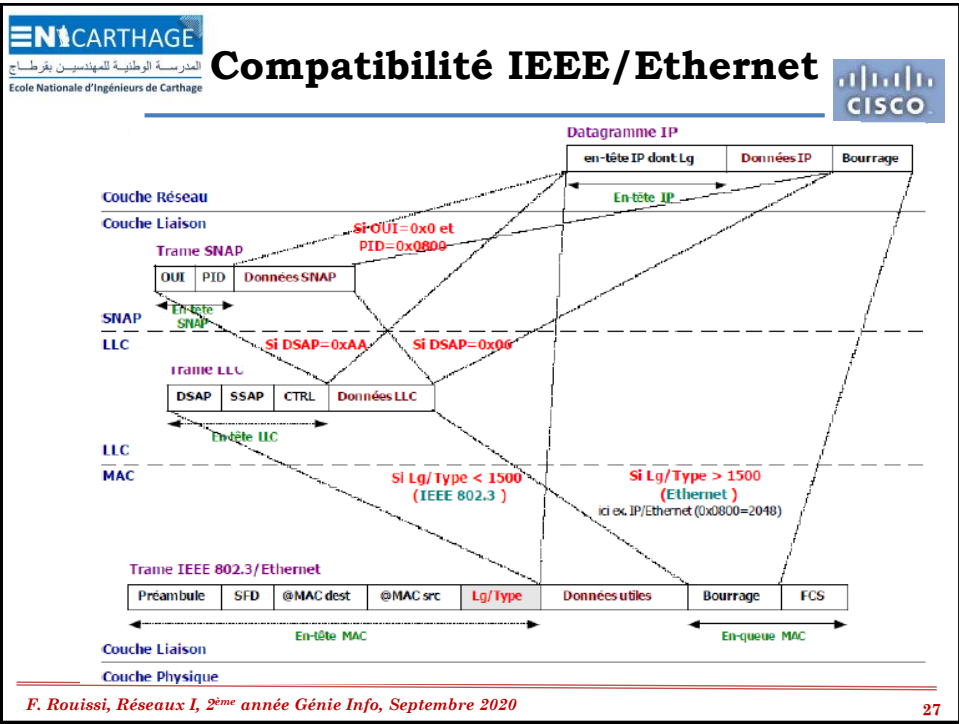 ENICARTHAGE
المدرســة الوطنيــة للمهندسيــن بقرطــاج
Ecole Nationale d'Ingénieurs de Carthage
Compatibilité IEEE/Ethernet
CISCO
Datagramme IP
en-tête IP dont Lg
Données IP
Bourrage
En-tête IP
Couche Réseau
Couche Liaison
Si OUI=0x0 et
PID=0x0800
Trame SNAP
OUI
PID
Données SNAP
En-tête
SNAP
SNAP
LLC
Si DSAP=0xAA
Si DSAP=0x06
Trame LLC
DSAP
SSAP
CTRL
Données LLC
En-tête LLC
LLC
MAC
Si Lg/Type < 1500
(IEEE 802.3 )
Si Lg/Type > 1500
(Ethernet )
ici ex. IP/Ethernet (0x0800=2048)
Trame IEEE 802.3/Ethernet
Préambule
SFD
@MAC dest
@MAC src
Lg/Type
Données utiles
Bourrage
FCS
En-tête MAC
En-queue MAC
Couche Liaison
Couche Physique
F. Rouissi, Réseaux I, 2ème année Génie Info, Septembre 2020
27